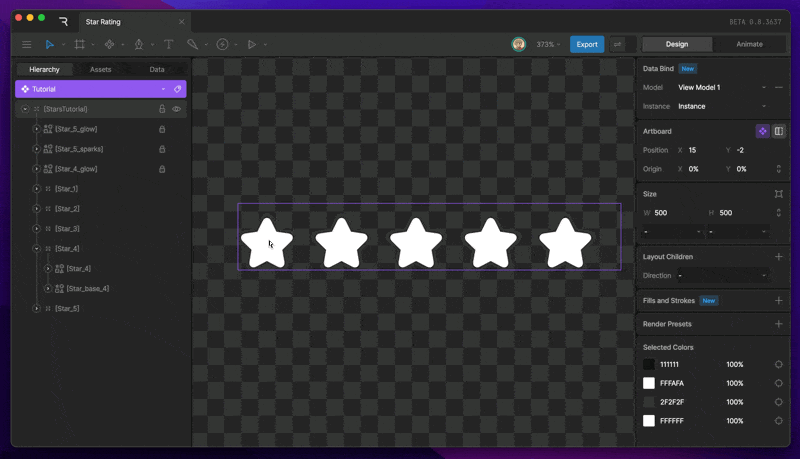 Star Rating
BETA 0.8.3637
373%
Export
Design
Animate
Hierarchy
Assets
Data
Tutorial
[StarsTutorial]
[Star_5_glow]
[Star_5_sparks]
[Star_4_glow]
[Star_1]
[Star_2]
[Star_3]
[Star_4]
[Star_4]
[Star_base_4]
[Star_5]
Data Bind New
Model View Model 1
Instance Instance
Artboard
Position X 15 Y -2
Origin X 0% Y 0%
Size
W 500 H 500
- -
Layout Children
Direction -
Fills and Strokes New
Render Presets
Selected Colors
111111 100%
FFFAFA 100%
2F2F2F 100%
FFFFFF 100%